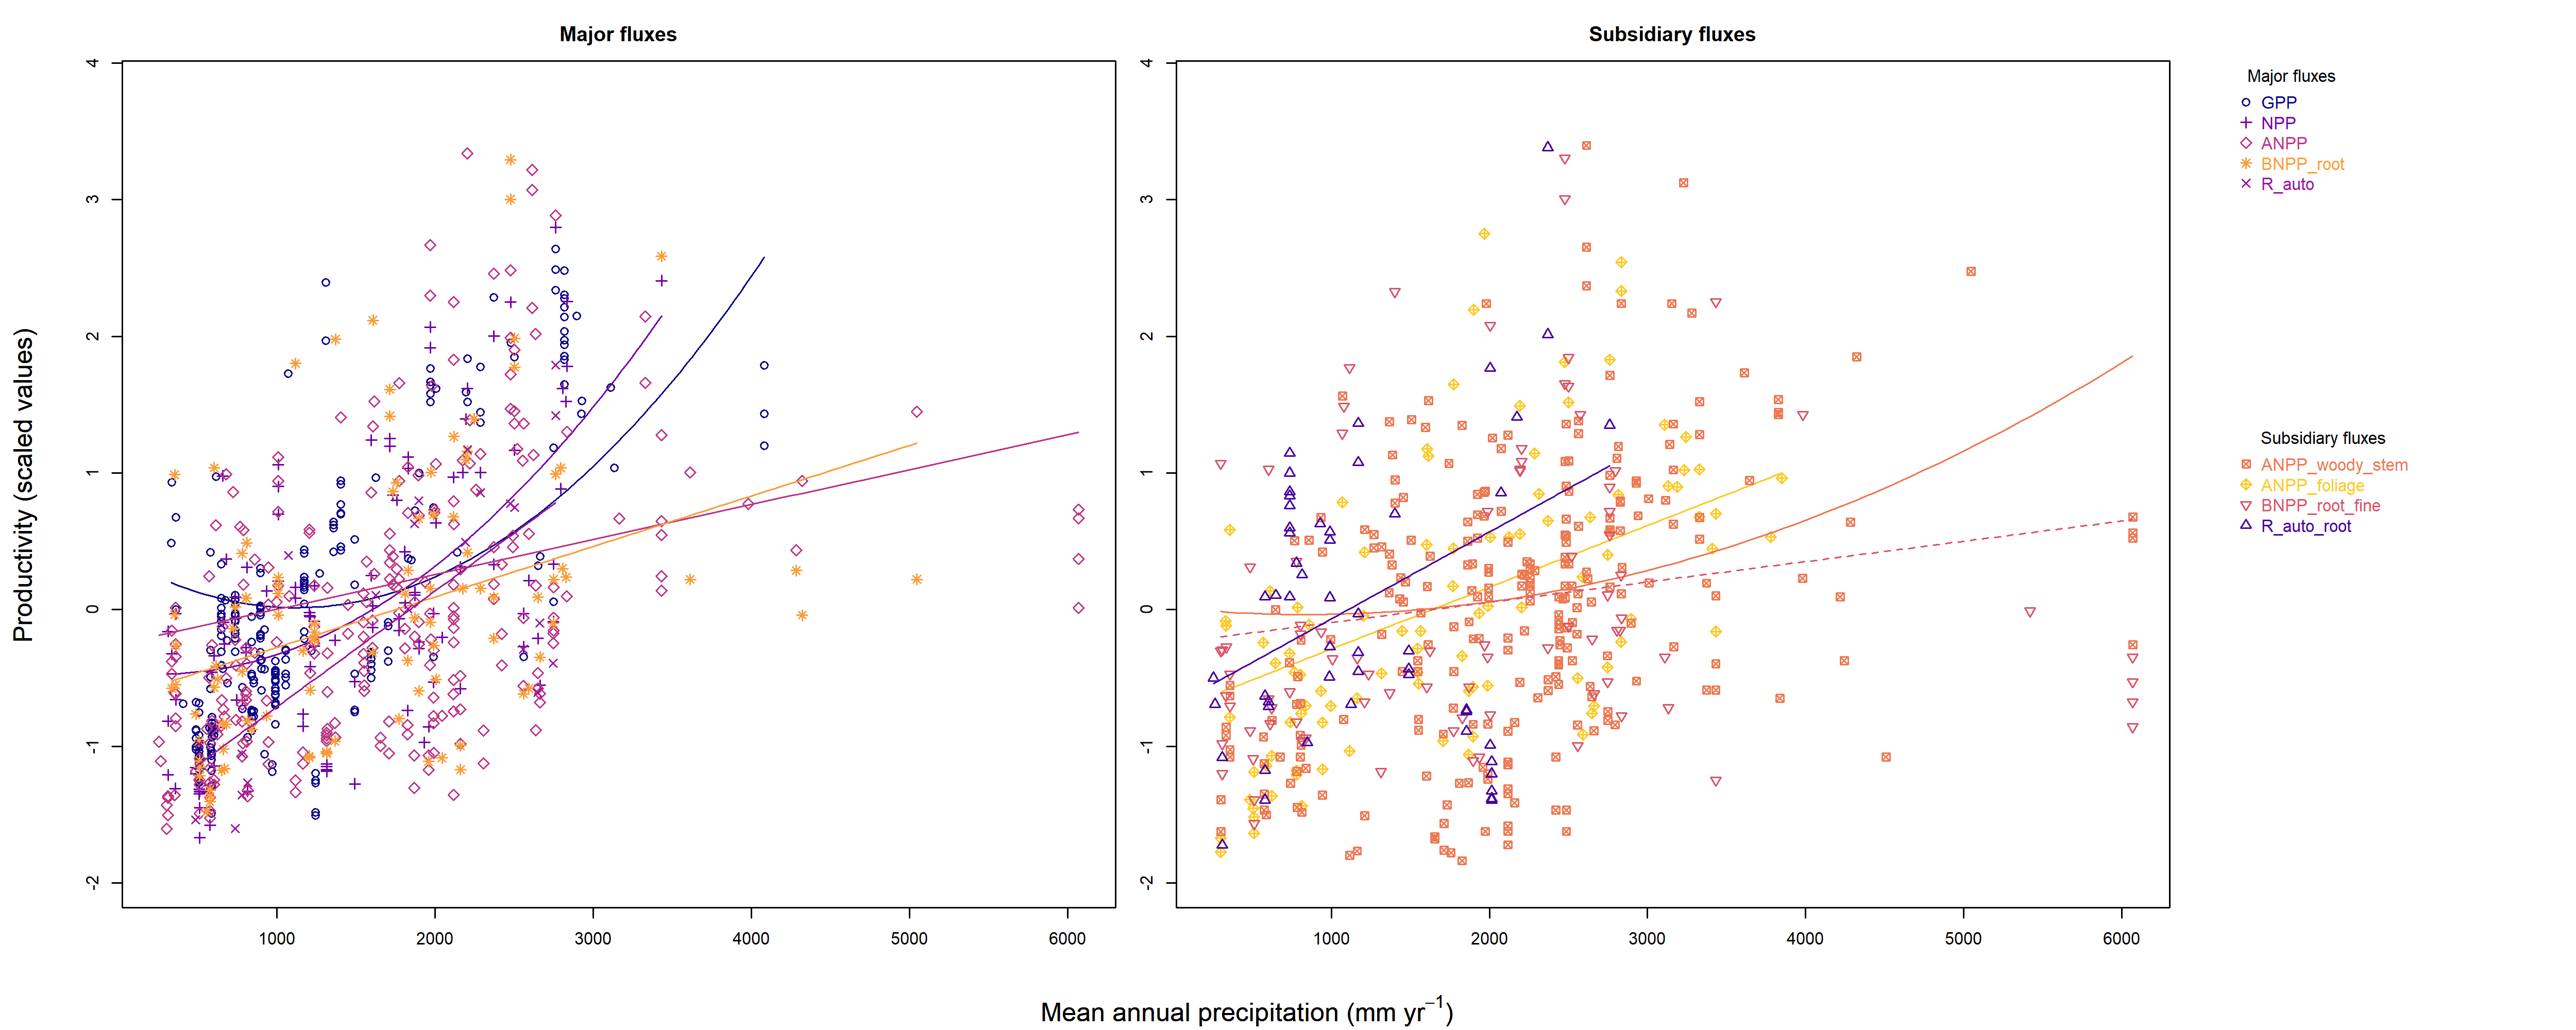 Major fluxes
Subsidiary fluxes
Productivity (scaled values)
4
3
2
1
0
-1
-2
1000 2000 3000 4000 5000 6000
4
3
2
1
0
-1
-2
1000 2000 3000 4000 5000 6000
Mean annual precipitation (mm yr⁻¹)
Major fluxes
GPP
NPP
ANPP
BNPP_root
R_auto
Subsidiary fluxes
ANPP_woody_stem
ANPP_foliage
BNPP_root_fine
R_auto_root